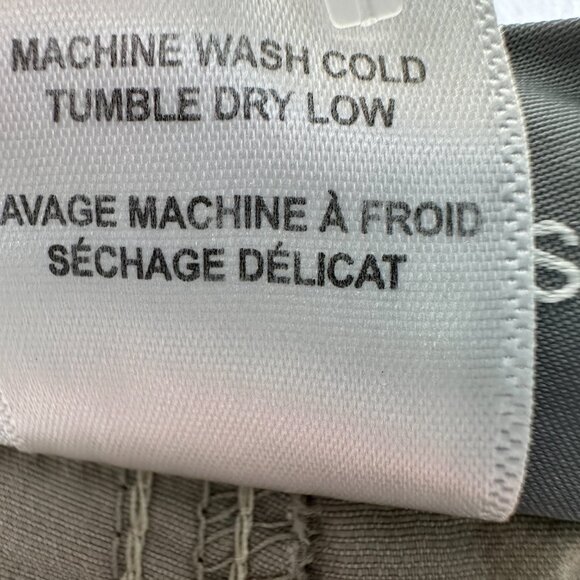 MACHINE WASH COLD
TUMBLE DRY LOW
AVAGE MACHINE À FROID
SÉCHAGE DÉLICAT
S